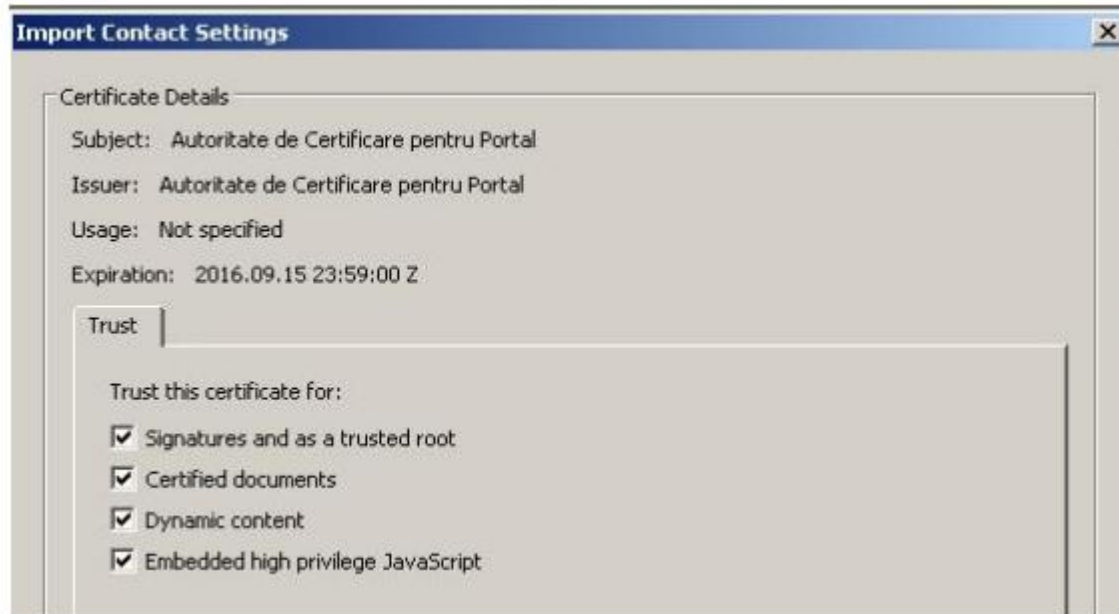 Import Contact Settings
Certificate Details
Subject: Autoritate de Certificare pentru Portal
Issuer: Autoritate de Certificare pentru Portal
Usage: Not specified
Expiration: 2016.09.15 23:59:00 Z
Trust
Trust this certificate for:
Signatures and as a trusted root
Certified documents
Dynamic content
Embedded high privilege JavaScript